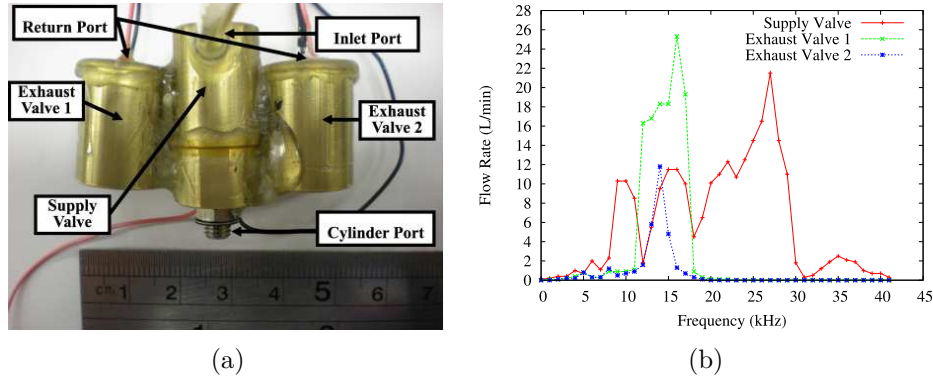 Return Port
Inlet Port
Exhaust
Valve 1
Exhaust
Valve 2
Supply
Valve
Cylinder Port
cm. 1 2 3 4 5 6 7
1
(a)
Flow Rate (L/min)
28
26
24
22
20
18
16
14
12
10
8
6
4
2
0
Supply Valve
Exhaust Valve 1
Exhaust Valve 2
0 5 10 15 20 25 30 35 40 45
Frequency (kHz)
(b)